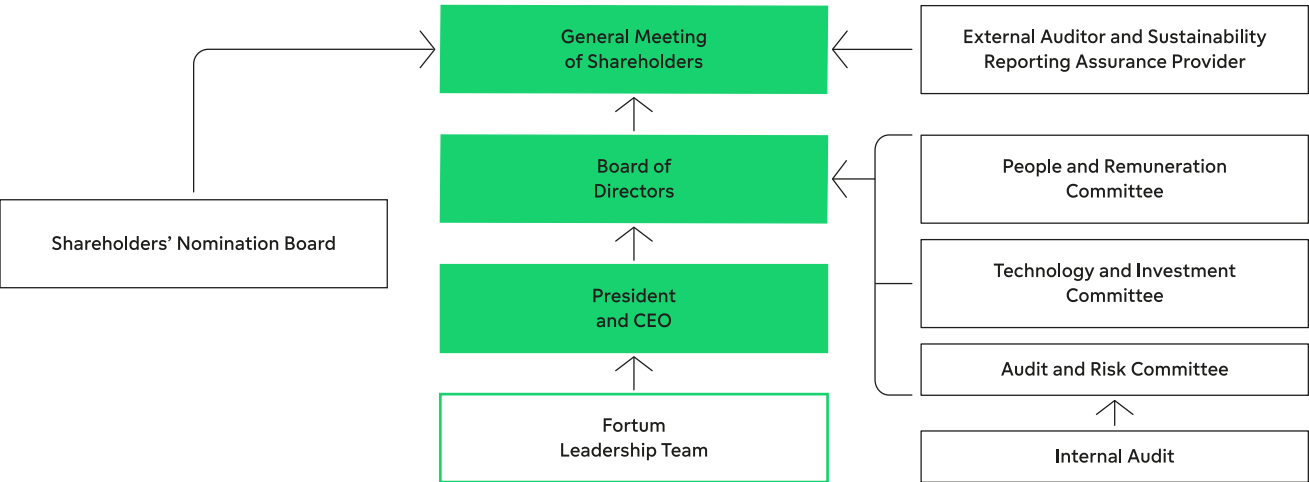 General Meeting
of Shareholders
External Auditor and Sustainability
Reporting Assurance Provider
Board of
Directors
People and Remuneration
Committee
Shareholders’ Nomination Board
President
and CEO
Technology and Investment
Committee
Audit and Risk Committee
Fortum
Leadership Team
Internal Audit